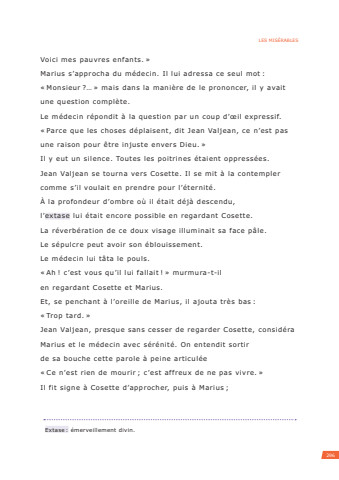 LES MISÉRABLES
Voici mes pauvres enfants. »
Marius s’approcha du médecin. Il lui adressa ce seul mot :
« Monsieur ?… » mais dans la manière de le prononcer, il y avait
une question complète.
Le médecin répondit à la question par un coup d’œil expressif.
« Parce que les choses déplaisent, dit Jean Valjean, ce n’est pas
une raison pour être injuste envers Dieu. »
Il y eut un silence. Toutes les poitrines étaient oppressées.
Jean Valjean se tourna vers Cosette. Il se mit à la contempler
comme s’il voulait en prendre pour l’éternité.
À la profondeur d’ombre où il était déjà descendu,
l’extase lui était encore possible en regardant Cosette.
La réverbération de ce doux visage illuminait sa face pâle.
Le sépulcre peut avoir son éblouissement.
Le médecin lui tâta le pouls.
« Ah ! c’est vous qu’il lui fallait ! » murmura-t-il
en regardant Cosette et Marius.
Et, se penchant à l’oreille de Marius, il ajouta très bas :
« Trop tard. »
Jean Valjean, presque sans cesser de regarder Cosette, considéra
Marius et le médecin avec sérénité. On entendit sortir
de sa bouche cette parole à peine articulée
« Ce n’est rien de mourir ; c’est affreux de ne pas vivre. »
Il fit signe à Cosette d’approcher, puis à Marius ;
Extase : émerveillement divin.